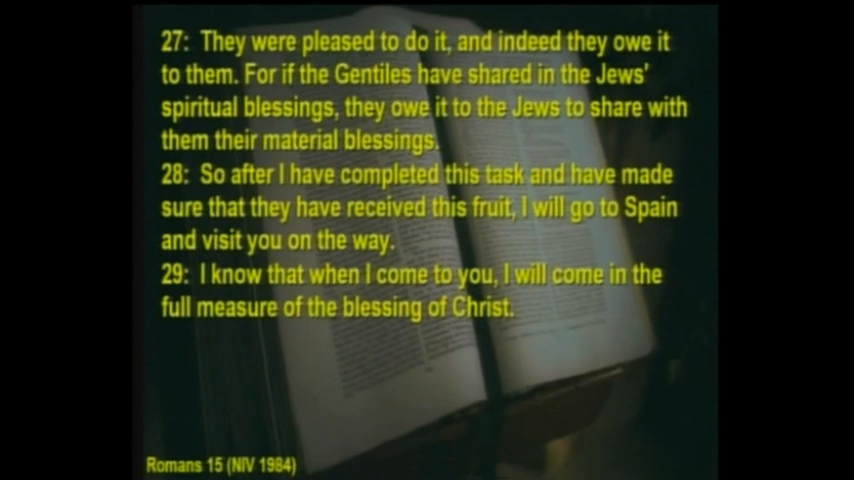 27: They were pleased to do it, and indeed they owe it
to them. For if the Gentiles have shared in the Jews'
spiritual blessings, they owe it to the Jews to share with
them their material blessings.
28: So after I have completed this task and have made
sure that they have received this fruit, I will go to Spain
and visit you on the way.
29: I know that when I come to you, I will come in the
full measure of the blessing of Christ.
Romans 15 (NIV 1984)